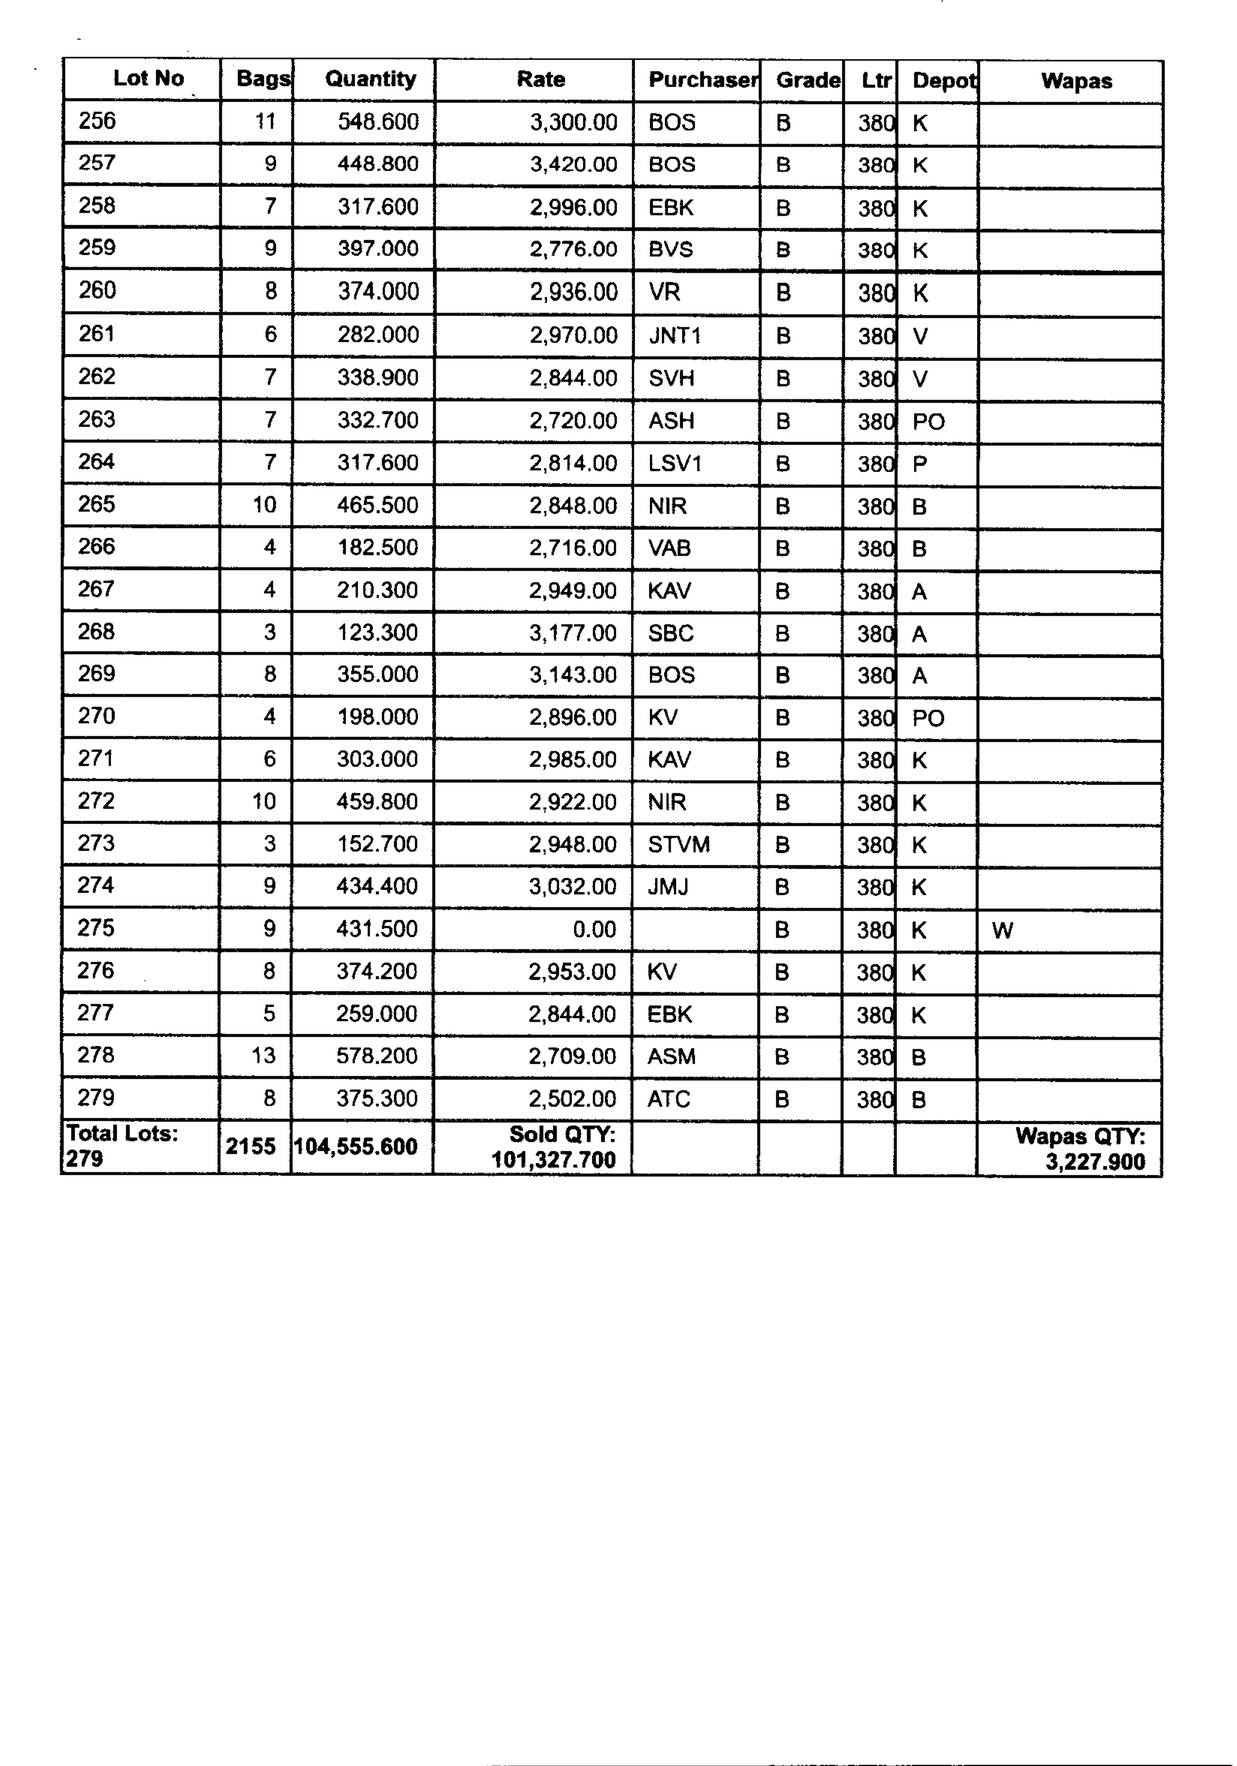 Lot No Bags Quantity Rate Purchaser Grade Ltr Depot Wapas
256 11 548.600 3,300.00 BOS B 380 K
257 9 448.800 3,420.00 BOS B 380 K
258 7 317.600 2,996.00 EBK B 380 K
259 9 397.000 2,776.00 BVS B 380 K
260 8 374.000 2,936.00 VR B 380 K
261 6 282.000 2,970.00 JNT1 B 380 V
262 7 338.900 2,844.00 SVH B 380 V
263 7 332.700 2,720.00 ASH B 380 PO
264 7 317.600 2,814.00 LSV1 B 380 P
265 10 465.500 2,848.00 NIR B 380 B
266 4 182.500 2,716.00 VAB B 380 B
267 4 210.300 2,949.00 KAV B 380 A
268 3 123.300 3,177.00 SBC B 380 A
269 8 355.000 3,143.00 BOS B 380 A
270 4 198.000 2,896.00 KV B 380 PO
271 6 303.000 2,985.00 KAV B 380 K
272 10 459.800 2,922.00 NIR B 380 K
273 3 152.700 2,948.00 STVM B 380 K
274 9 434.400 3,032.00 JMJ B 380 K
275 9 431.500 0.00 B 380 K W
276 8 374.200 2,953.00 KV B 380 K
277 5 259.000 2,844.00 EBK B 380 K
278 13 578.200 2,709.00 ASM B 380 B
279 8 375.300 2,502.00 ATC B 380 B
Total Lots: Sold QTY: Wapas QTY:
279 2155 104,555.600 101,327.700 3,227.900